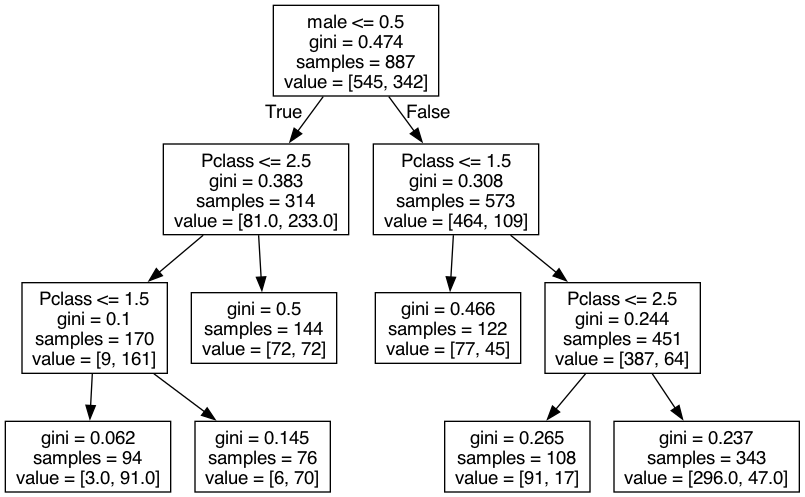 male <= 0.5
gini = 0.474
samples = 887
value = [545, 342]
True
False
Pclass <= 2.5
gini = 0.383
samples = 314
value = [81.0, 233.0]
Pclass <= 1.5
gini = 0.308
samples = 573
value = [464, 109]
Pclass <= 1.5
gini = 0.1
samples = 170
value = [9, 161]
gini = 0.5
samples = 144
value = [72, 72]
gini = 0.466
samples = 122
value = [77, 45]
Pclass <= 2.5
gini = 0.244
samples = 451
value = [387, 64]
gini = 0.062
samples = 94
value = [3.0, 91.0]
gini = 0.145
samples = 76
value = [6, 70]
gini = 0.265
samples = 108
value = [91, 17]
gini = 0.237
samples = 343
value = [296.0, 47.0]